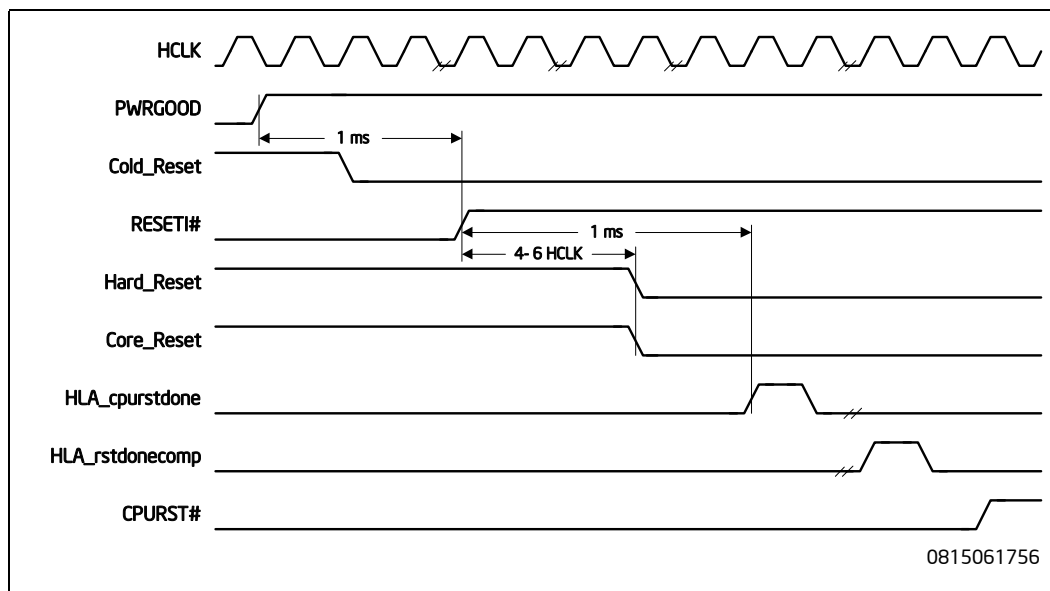 HCLK
PWRGOOD
1 ms
Cold_Reset
RESETI#
1 ms
4- 6 HCLK
Hard_Reset
Core_Reset
HLA_cpurstdone
HLA_rstdonecomp
CPURST#
0815061756